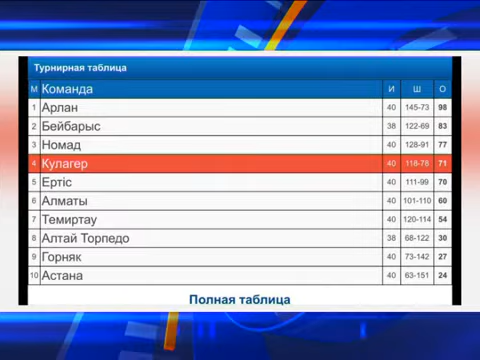 Турнирная таблица
М Команда И Ш О
1 Арлан 40 145-73 98
2 Бейбарыс 38 122-69 83
3 Номад 40 128-91 77
4 Кулагер 40 118-78 71
5 Ертіс 40 111-99 70
6 Алматы 40 101-110 60
7 Темиртау 40 120-114 54
8 Алтай Торпедо 38 68-122 30
9 Горняк 40 73-142 27
10 Астана 40 63-151 24
Полная таблица